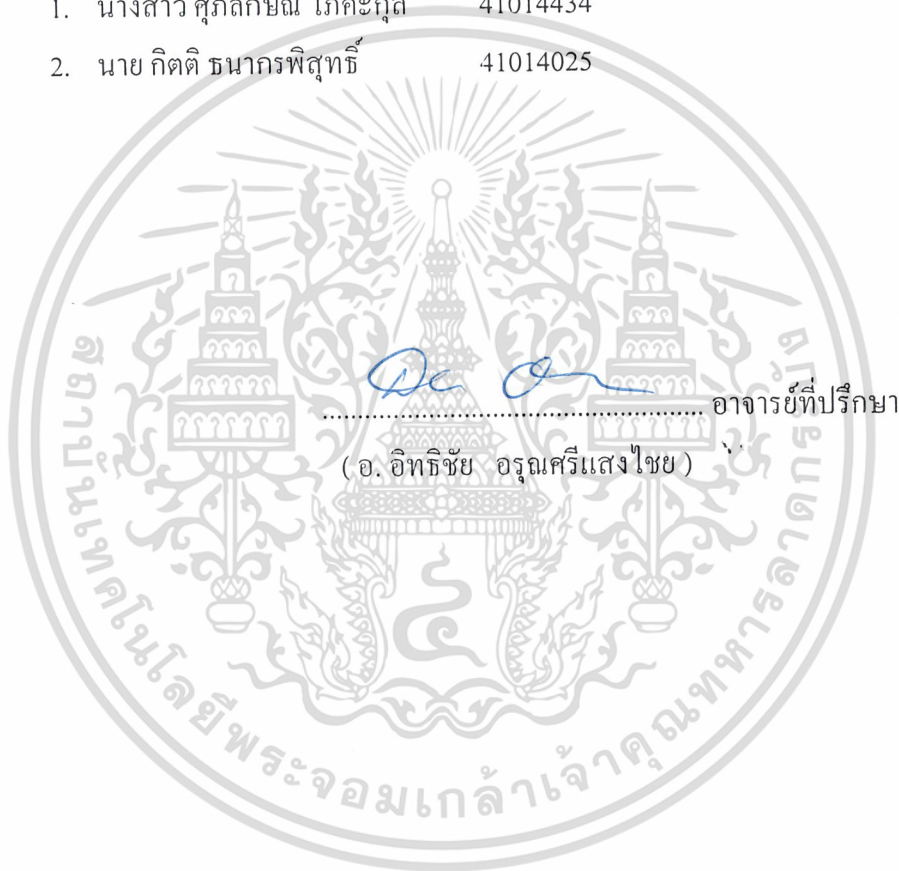 1. นางสาว ศุภลักษณ์ โภคะกุล 41014434
2. นาย กิตติ ธนากรพิสุทธิ์ 41014025
อาจารย์ที่ปรึกษา
( อ. อิทธิชัย อรุณศรีแสงไชย )
สถาบันเทคโนโลยีพระจอมเกล้าเจ้าคุณทหารลาดกระบัง